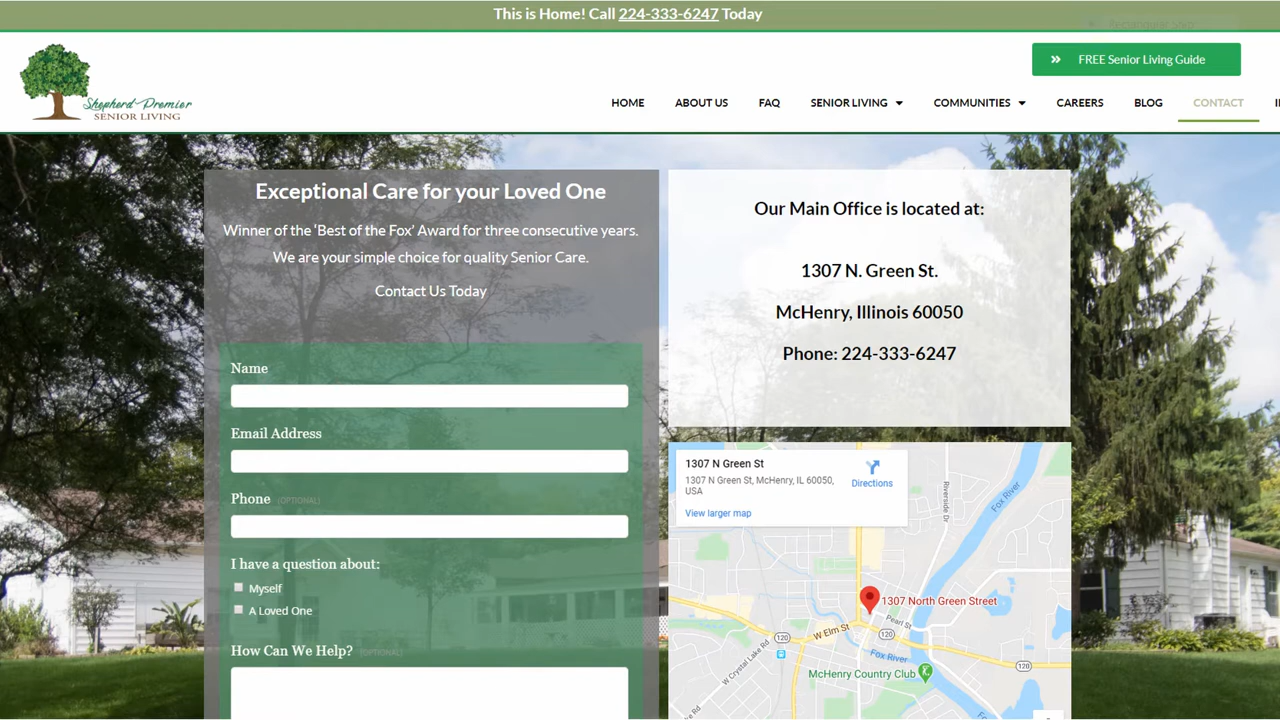 This is Home! Call 224-333-6247 Today
FREE Senior Living Guide
Shepherd Premier
SENIOR LIVING
HOME ABOUT US FAQ SENIOR LIVING COMMUNITIES CAREERS BLOG CONTACT
Exceptional Care for your Loved One
Winner of the 'Best of the Fox' Award for three consecutive years.
We are your simple choice for quality Senior Care.
Contact Us Today
Name
Email Address
Phone (OPTIONAL)
I have a question about:
Myself
A Loved One
How Can We Help? (OPTIONAL)
Our Main Office is located at:
1307 N. Green St.
McHenry, Illinois 60050
Phone: 224-333-6247
1307 N Green St
1307 N Green St, McHenry, IL 60050,
USA
Directions
View larger map
Riverside Dr
Fox River
1307 North Green Street
Pearl St
W Elm St
120
120
Fox River
128
W Crystal Lake Rd
McHenry Country Club